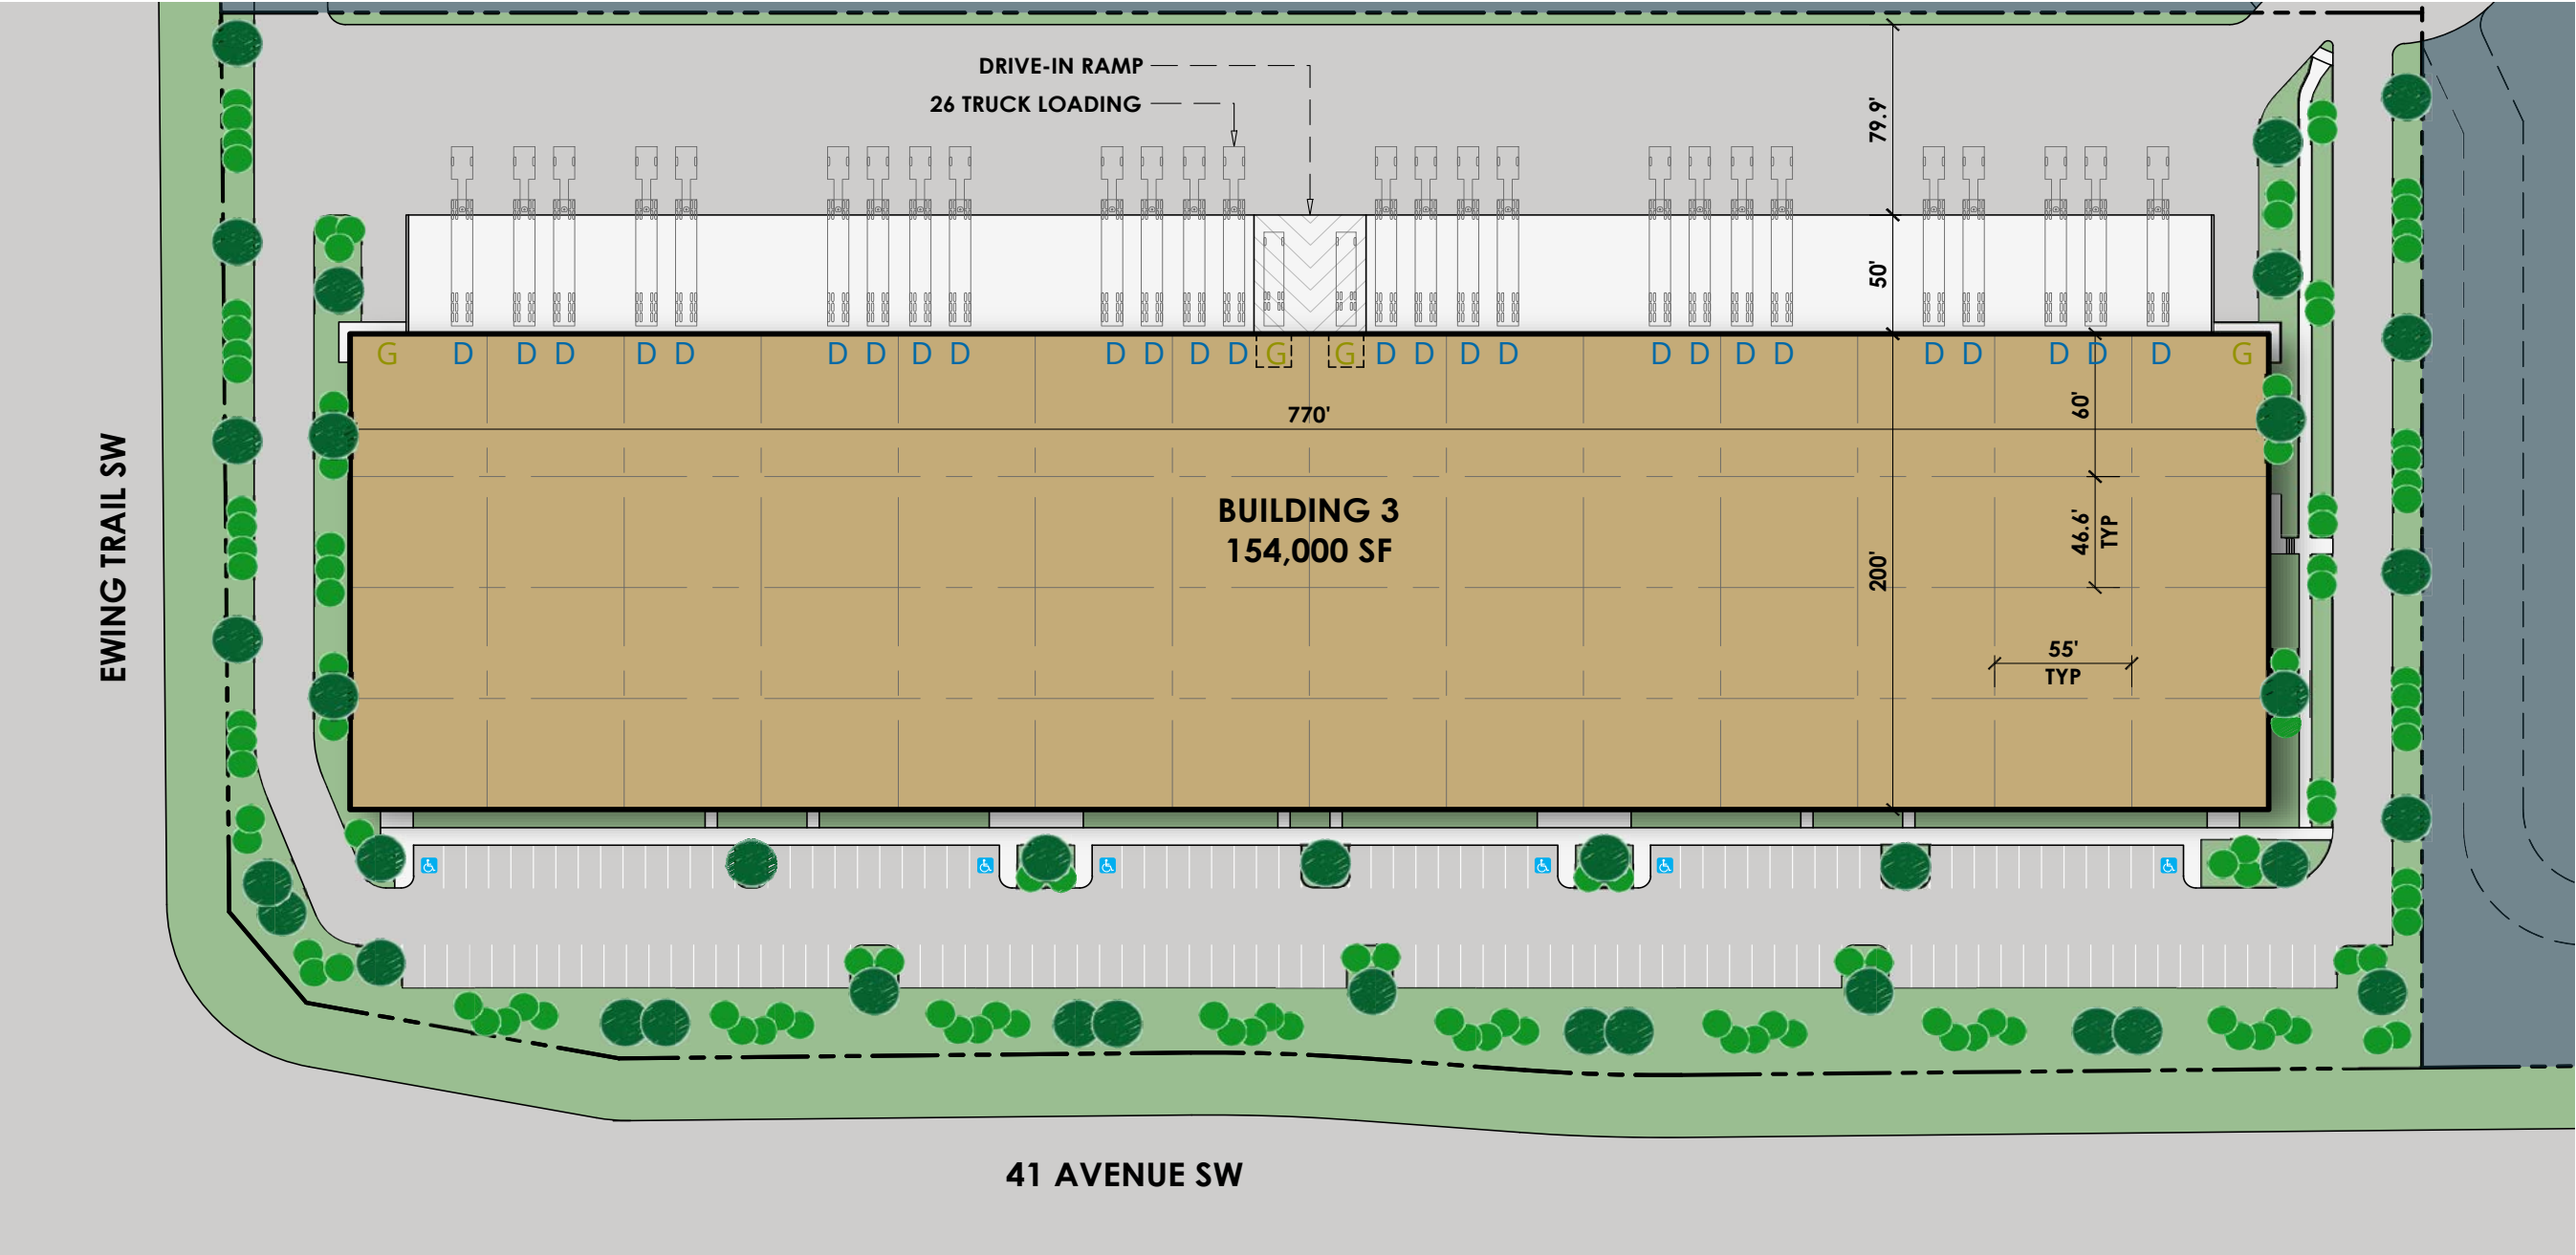 DRIVE-IN RAMP
26 TRUCK LOADING
79.9'
50'
G D D D D D D D D D D D D D G G D D D D D D D D D D D D D G
770'
60'
BUILDING 3
154,000 SF
46.6'
TYP
200'
55'
TYP
EWING TRAIL SW
41 AVENUE SW